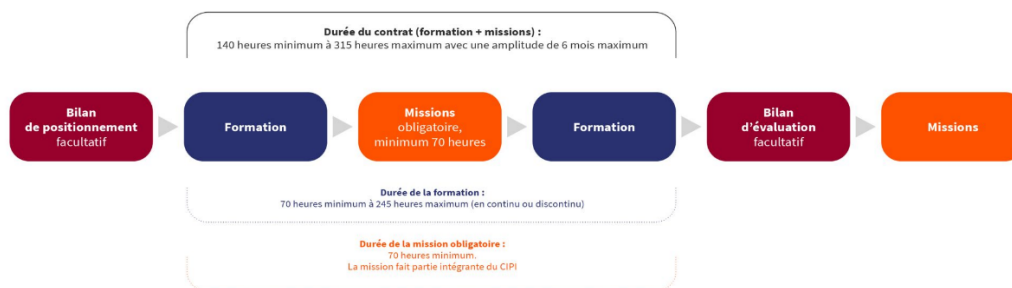 Durée du contrat (formation + missions) :
140 heures minimum à 315 heures maximum avec une amplitude de 6 mois maximum
Bilan
de positionnement
facultatif
Formation
Missions
obligatoire,
minimum 70 heures
Formation
Bilan
d'évaluation
facultatif
Missions
Durée de la formation :
70 heures minimum à 245 heures maximum (en continu ou discontinu)
Durée de la mission obligatoire :
70 heures minimum.
La mission fait partie intégrante du CIPI